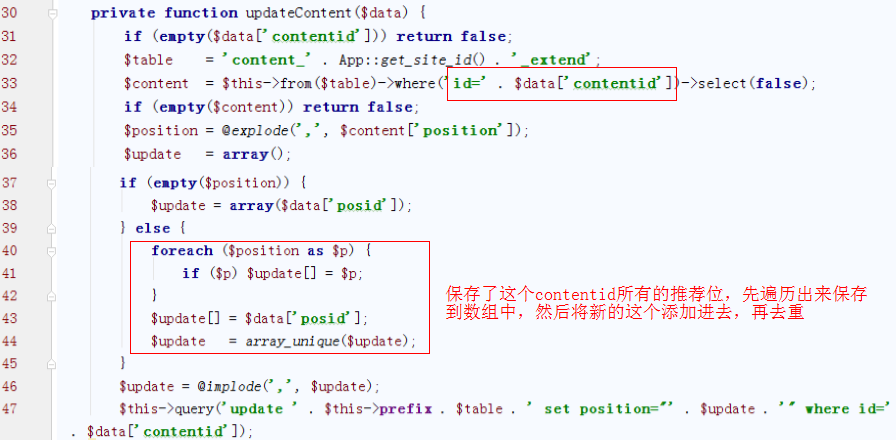 30 private function updateContent($data) {
31 if (empty($data['contentid'])) return false;
32 $table = 'content_' . App::get_site_id() . '_extend';
33 $content = $this->from($table)->where('id=' . $data['contentid'])->select(false);
34 if (empty($content)) return false;
35 $position = @explode(',', $content['position']);
36 $update = array();
37 if (empty($position)) {
38 $update = array($data['posid']);
39 } else {
40 foreach ($position as $p) {
41 if ($p) $update[] = $p;
42 }
43 $update[] = $data['posid'];
44 $update = array_unique($update);
保存了这个contentid所有的推荐位，先遍历出来保存
到数组中，然后将新的这个添加进去，再去重
45 }
46 $update = @implode(',', $update);
47 $this->query('update ' . $this->prefix . $table . ' set position="' . $update . '" where id='
. $data['contentid']);